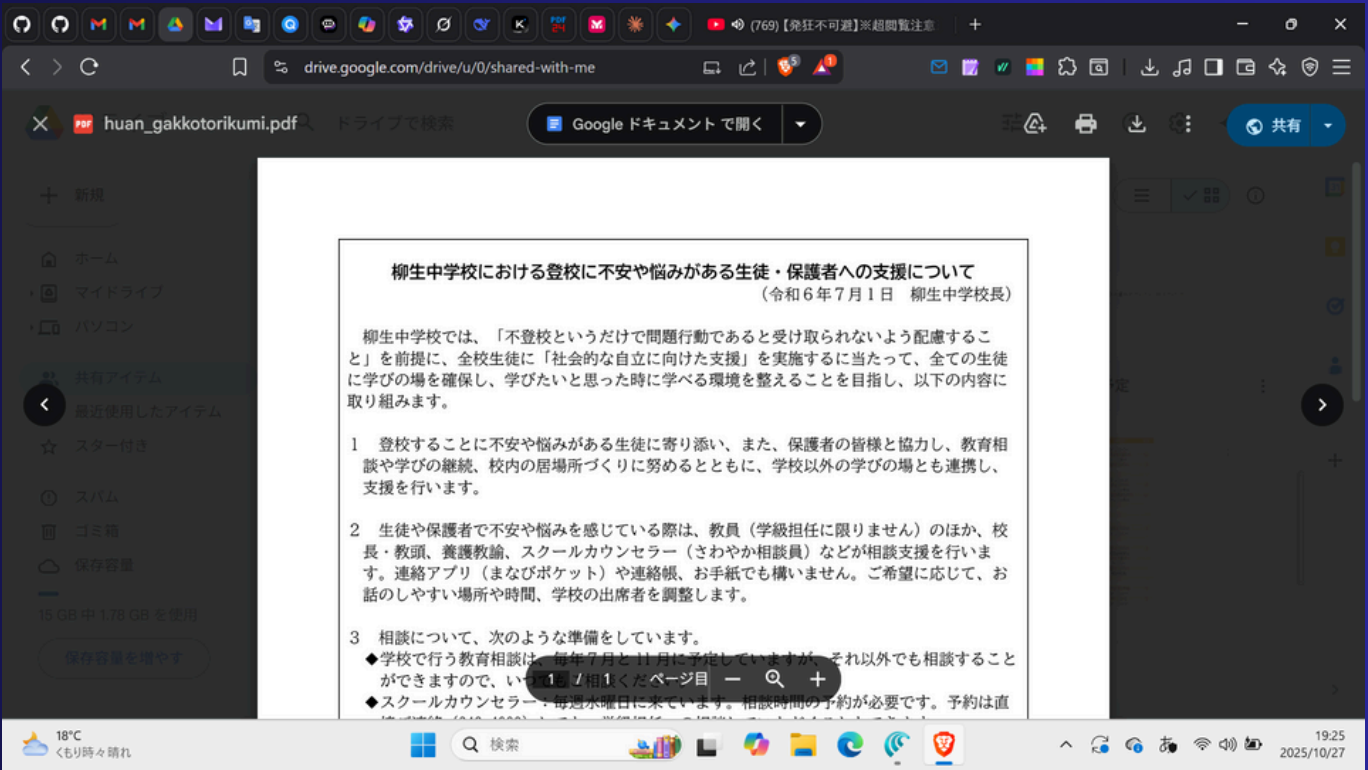 (769)【発狂不可避】※超閲覧注意
drive.google.com/drive/u/0/shared-with-me
5
1
PDF
huan_gakkotorikumi.pdf
ドライブで検索
Google ドキュメント で開く
共有
新規
ホーム
マイドライブ
パソコン
共有アイテム
最近使用したアイテム
スター付き
スパム
ゴミ箱
保存容量
15 GB 中 1.78 GB を使用
保存容量を増やす
柳生中学校における登校に不安や悩みがある生徒・保護者への支援について
（令和６年７月１日　柳生中学校長）
柳生中学校では、「不登校というだけで問題行動であると受け取られないよう配慮するこ
と」を前提に、全校生徒に「社会的な自立に向けた支援」を実施するに当たって、全ての生徒
に学びの場を確保し、学びたいと思った時に学べる環境を整えることを目指し、以下の内容に
取り組みます。
１　登校することに不安や悩みがある生徒に寄り添い、また、保護者の皆様と協力し、教育相
談や学びの継続、校内の居場所づくりに努めるとともに、学校以外の学びの場とも連携し、
支援を行います。
２　生徒や保護者で不安や悩みを感じている際は、教員（学級担任に限りません）のほか、校
長・教頭、養護教諭、スクールカウンセラー（さわやか相談員）などが相談支援を行いま
す。連絡アプリ（まなびポケット）や連絡帳、お手紙でも構いません。ご希望に応じて、お
話のしやすい場所や時間、学校の出席者を調整します。
３　相談について、次のような準備をしています。
◆学校で行う教育相談は、毎年７月と 11 月に予定していますが、それ以外でも相談すること
ができますので、いつでもご相談ください。
◆スクールカウンセラー：毎週水曜日に来ています。相談時間の予約が必要です。予約は直
1 / 1 ページ目
18°C
くもり時々晴れ
検索
あ
19:25
2025/10/27